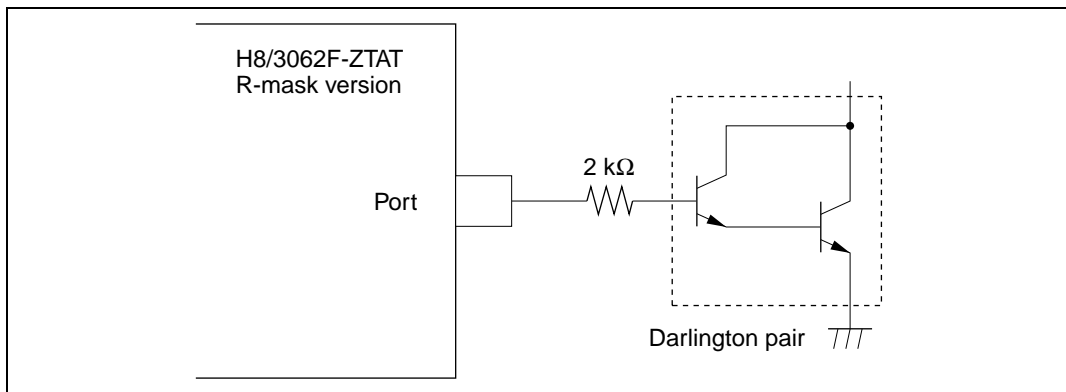 H8/3062F-ZTAT
R-mask version
Port
2 kΩ
Darlington pair